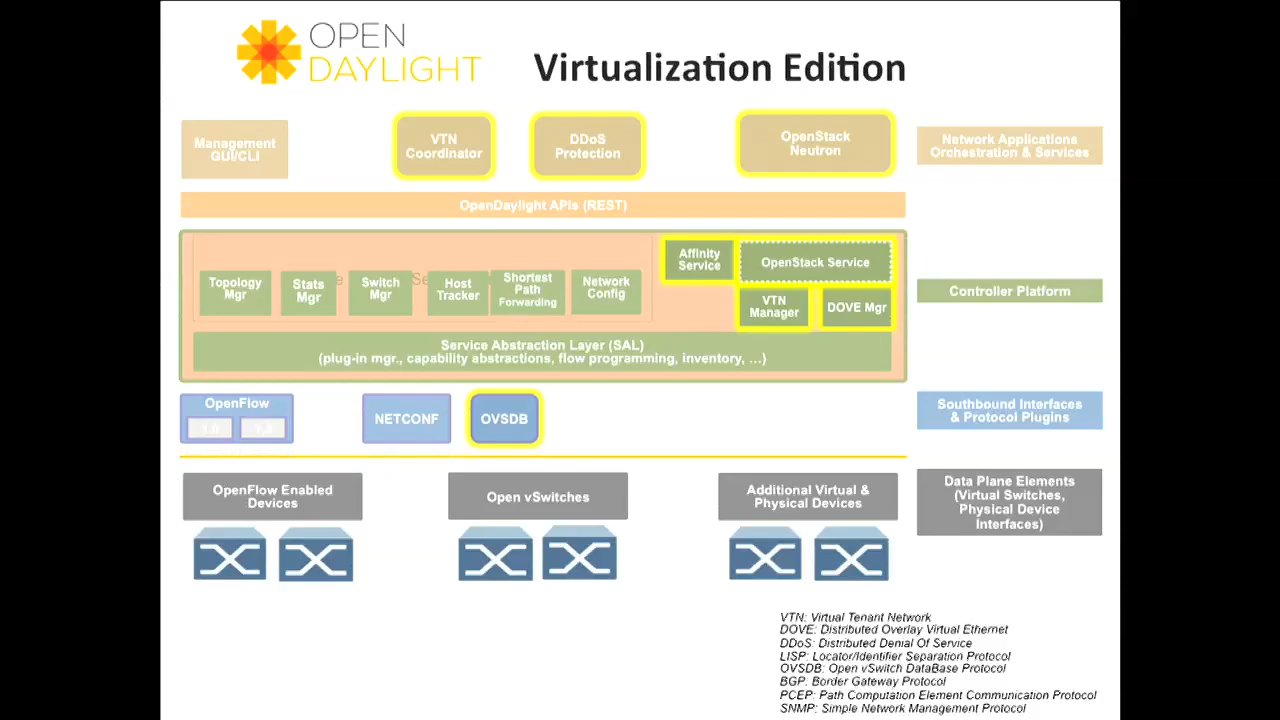 OPEN
DAYLIGHT
Virtualization Edition
Management
GUI/CLI
VTN
Coordinator
DDoS
Protection
OpenStack
Neutron
Network Applications
Orchestration & Services
OpenDaylight APIs (REST)
Affinity
Service
OpenStack Service
Topology
Mgr
Stats
Mgr
Switch
Mgr
Host
Tracker
Shortest
Path
Forwarding
Network
Config
VTN
Manager
DOVE Mgr
Controller Platform
Service Abstraction Layer (SAL)
(plug-in mgr., capability abstractions, flow programming, inventory, …)
OpenFlow
NETCONF
OVSDB
Southbound Interfaces
& Protocol Plugins
OpenFlow Enabled
Devices
Open vSwitches
Additional Virtual &
Physical Devices
Data Plane Elements
(Virtual Switches,
Physical Device
Interfaces)
VTN: Virtual Tenant Network
DOVE: Distributed Overlay Virtual Ethernet
DDoS: Distributed Denial Of Service
LISP: Locator/Identifier Separation Protocol
OVSDB: Open vSwitch DataBase Protocol
BGP: Border Gateway Protocol
PCEP: Path Computation Element Communication Protocol
SNMP: Simple Network Management Protocol